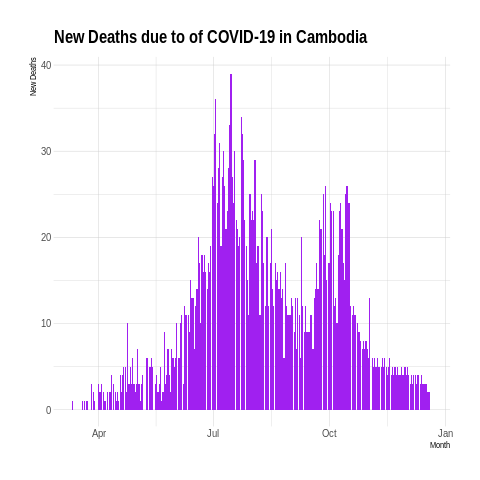 New Deaths due to of COVID-19 in Cambodia
New Deaths
40
30
20
10
0
Apr
Jul
Oct
Jan
Month